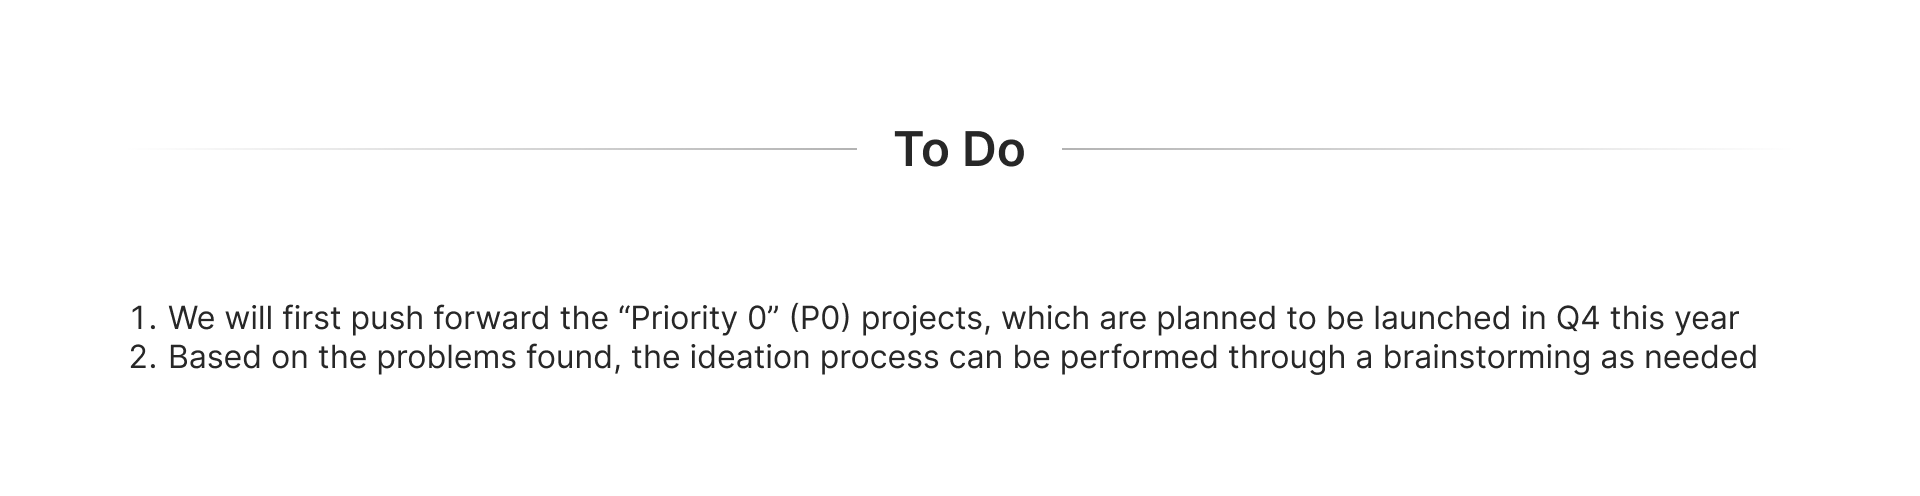 To Do
1. We will first push forward the “Priority 0” (P0) projects, which are planned to be launched in Q4 this year
2. Based on the problems found, the ideation process can be performed through a brainstorming as needed